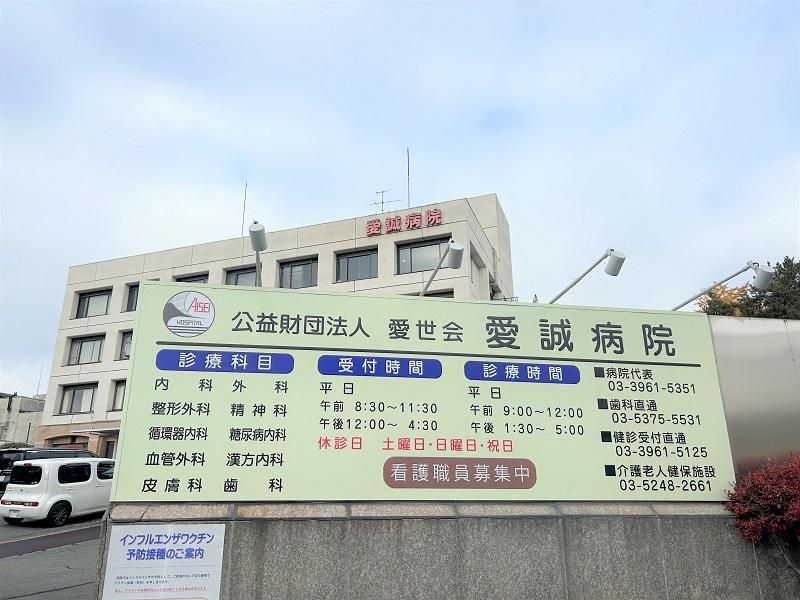 愛誠病院
AISEI
HOSPITAL
公益財団法人 愛世会 愛誠病院
診療科目
内科 外科
整形外科 精神科
循環器内科 糖尿病内科
血管外科 漢方内科
皮膚科 歯科
受付時間
平日
午前 8:30～11:30
午後12:00～ 4:30
診療時間
平日
午前 9:00～12:00
午後 1:30～ 5:00
休診日 土曜日・日曜日・祝日
看護職員募集中
■病院代表
03-3961-5351
■歯科直通
03-5375-5531
■健診受付直通
03-3961-5125
■介護老人健保施設
03-5248-2661
インフルエンザワクチン
予防接種のご案内